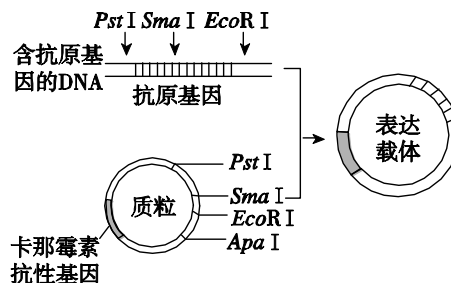 PstⅠ SmaⅠ EcoRⅠ
含抗原基
因的DNA
抗原基因
表达
载体
PstⅠ
质粒
SmaⅠ
EcoRⅠ
ApaⅠ
卡那霉素
抗性基因